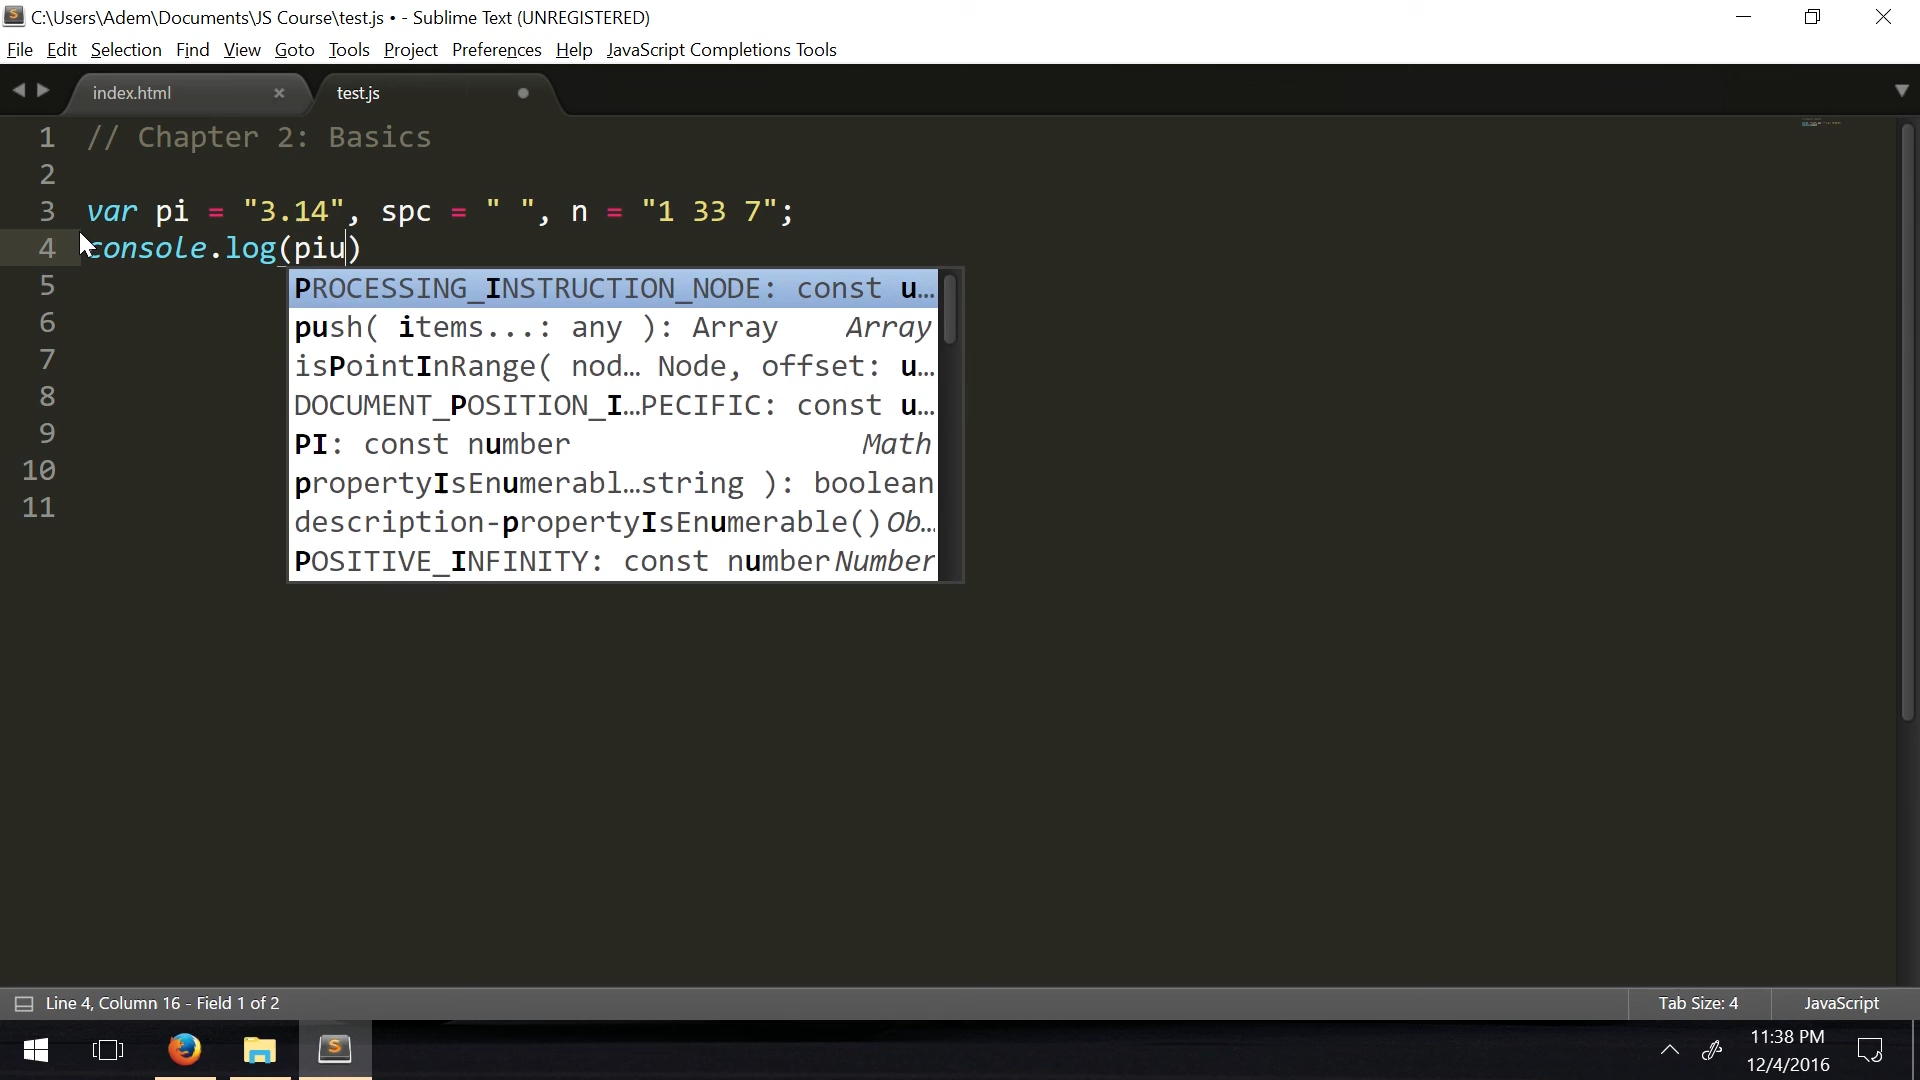 C:\Users\Adem\Documents\JS Course\test.js • - Sublime Text (UNREGISTERED)
File Edit Selection Find View Goto Tools Project Preferences Help JavaScript Completions Tools
index.html × test.js
1 // Chapter 2: Basics
2
3 var pi = "3.14", spc = " ", n = "1 33 7";
4 console.log(piu)
5
6
7
8
9
10
11
PROCESSING_INSTRUCTION_NODE: const u…
push( items...: any ): Array Array
isPointInRange( nod… Node, offset: u…
DOCUMENT_POSITION_I…PECIFIC: const u…
PI: const number Math
propertyIsEnumerabl…string ): boolean
description-propertyIsEnumerable() Ob…
POSITIVE_INFINITY: const number Number
Line 4, Column 16 - Field 1 of 2 Tab Size: 4 JavaScript
11:38 PM
12/4/2016